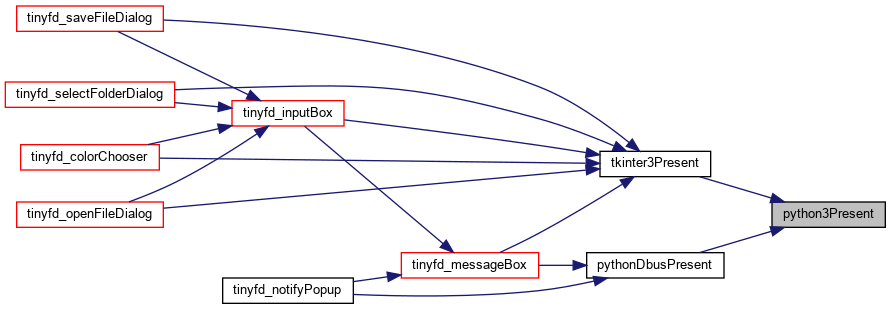 tinyfd_saveFileDialog
tinyfd_selectFolderDialog
tinyfd_inputBox
tinyfd_colorChooser
tkinter3Present
tinyfd_openFileDialog
python3Present
tinyfd_messageBox
pythonDbusPresent
tinyfd_notifyPopup